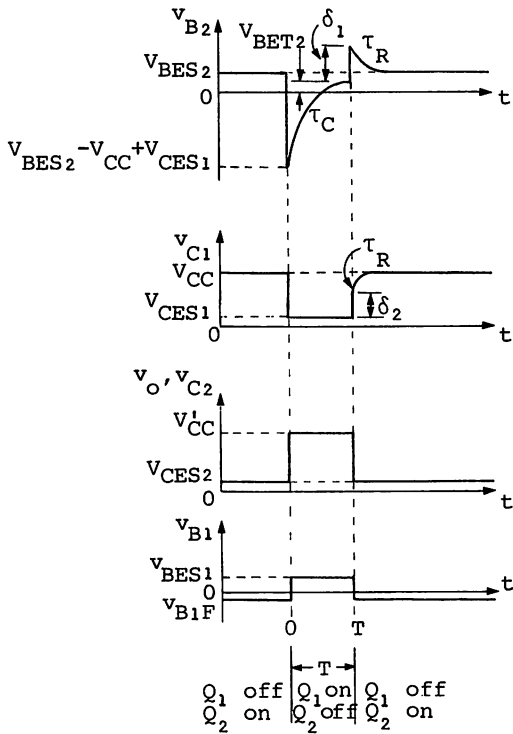 v_B2
V_BET2
δ_1
τ_R
V_BES2
0
t
τ_C
V_BES2-V_CC+V_CES1
v_C1
τ_R
V_CC
V_CES1
δ_2
0
t
v_o,v_C2
V'_CC
V_CES2
0
t
v_B1
V_BES1
0
t
v_B1F
0 T
T
Q_1 off Q_1 on Q_1 off
Q_2 on Q_2 off Q_2 on